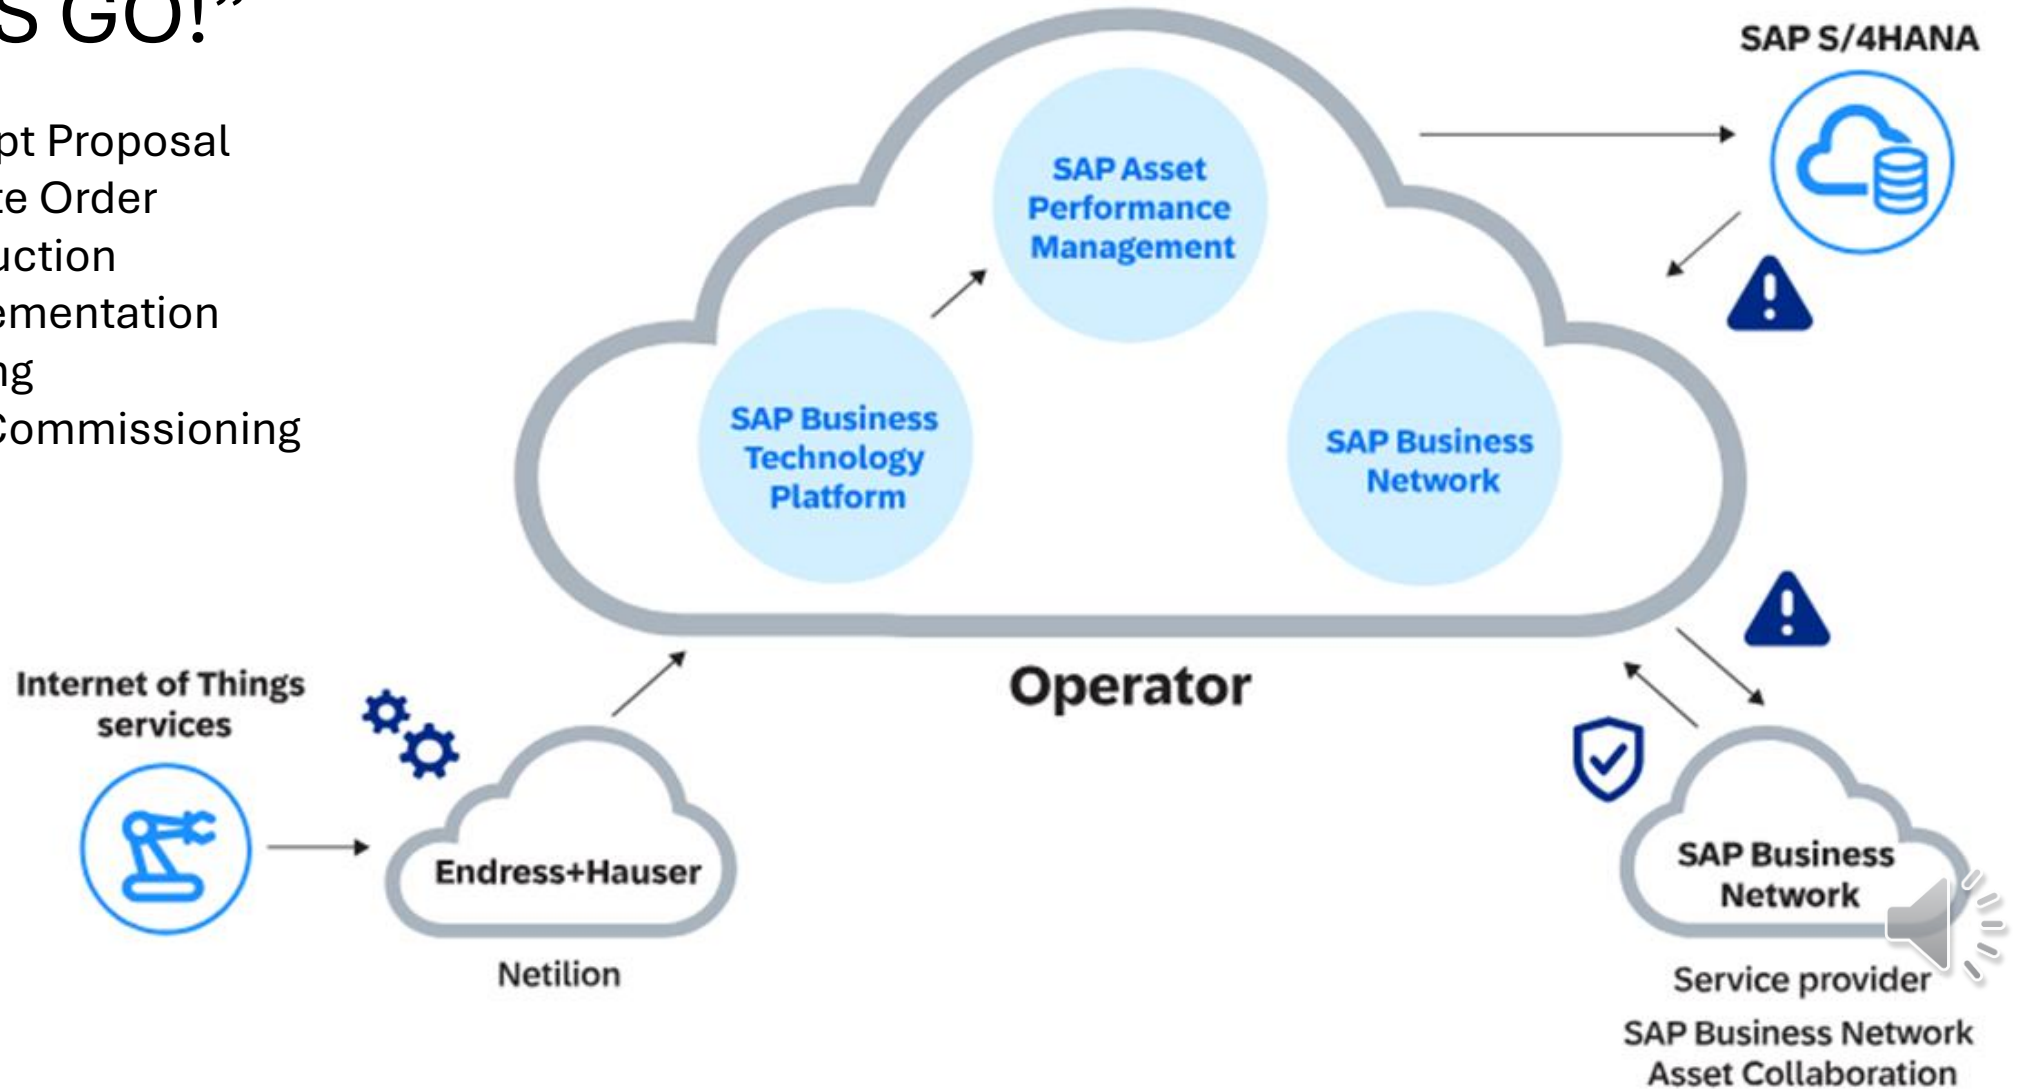 S GO!”
pt Proposal
te Order
uction
ementation
ng
Commissioning
SAP S/4HANA
SAP Asset
Performance
Management
SAP Business
Technology
Platform
SAP Business
Network
Operator
Internet of Things
services
Endress+Hauser
Netilion
SAP Business
Network
Service provider
SAP Business Network
Asset Collaboration